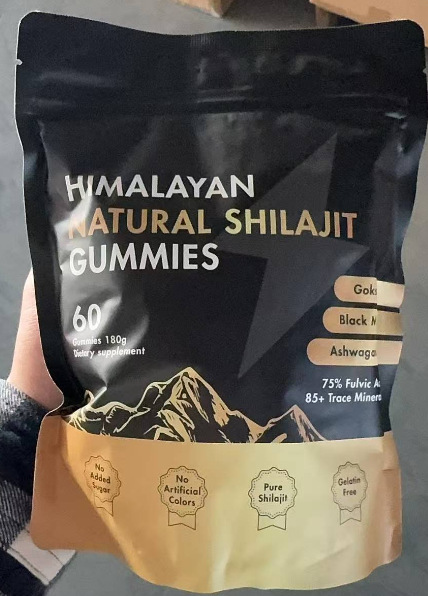 HIMALAYAN
NATURAL SHILAJIT
GUMMIES
60
Gummies 180g
Dietary supplement
75% Fulvic
85+ Trace
No
Added
Sugar
No
Artificial
Colors
Pure
Shilajit
Gelatin
Free